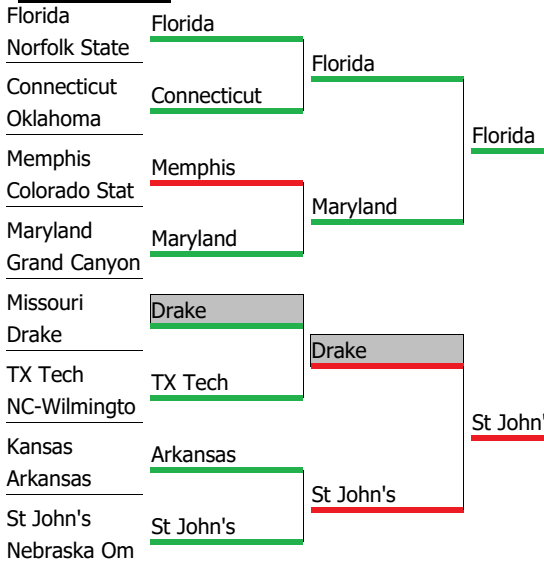 Florida
Norfolk State
Connecticut
Oklahoma
Memphis
Colorado Stat
Maryland
Grand Canyon
Missouri
Drake
TX Tech
NC-Wilmingto
Kansas
Arkansas
St John's
Nebraska Om
Florida
Connecticut
Memphis
Maryland
Drake
TX Tech
Arkansas
St John's
Florida
Maryland
Drake
St John's
Florida
St John'